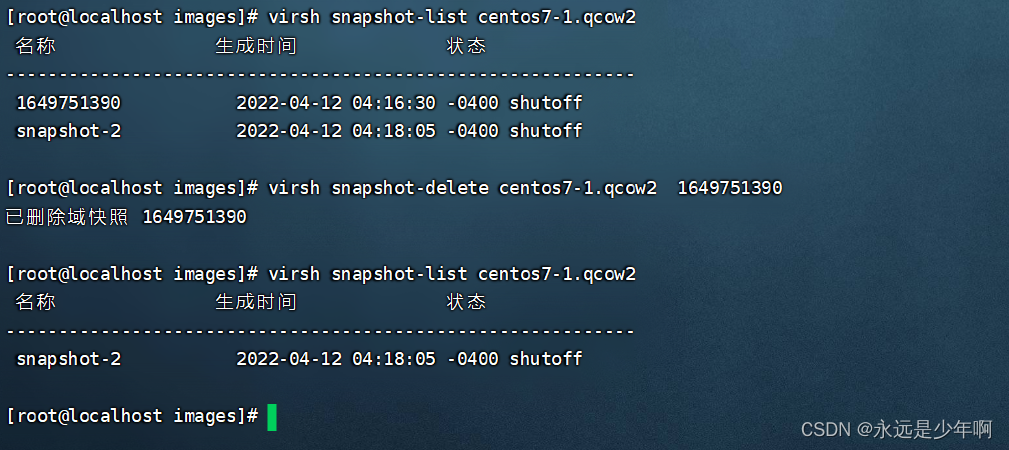 [root@localhost images]# virsh snapshot-list centos7-1.qcow2
名称 生成时间 状态
------------------------------------------------------------
1649751390 2022-04-12 04:16:30 -0400 shutoff
snapshot-2 2022-04-12 04:18:05 -0400 shutoff
[root@localhost images]# virsh snapshot-delete centos7-1.qcow2  1649751390
已删除域快照 1649751390
[root@localhost images]# virsh snapshot-list centos7-1.qcow2
名称 生成时间 状态
------------------------------------------------------------
snapshot-2 2022-04-12 04:18:05 -0400 shutoff
[root@localhost images]#
CSDN @永远是少年啊